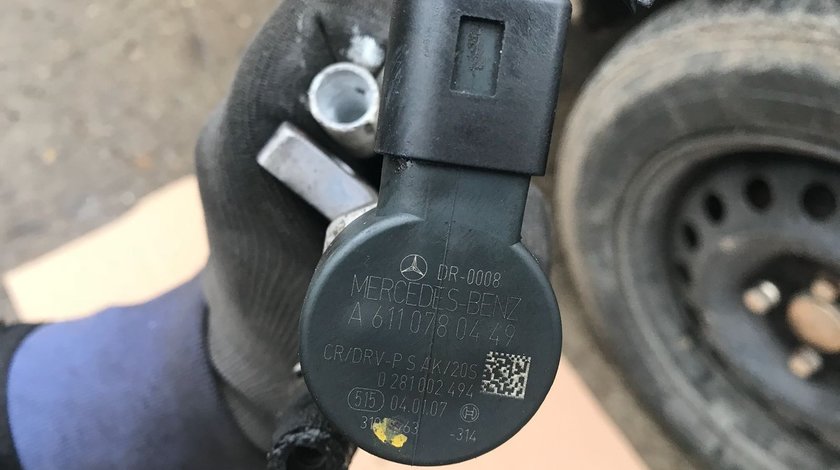 DR-0008
MERCEDES-BENZ
A 611 078 04 49
CR/DRV-P S AK/20S
0 281 002 494
515 04.01.07
-314